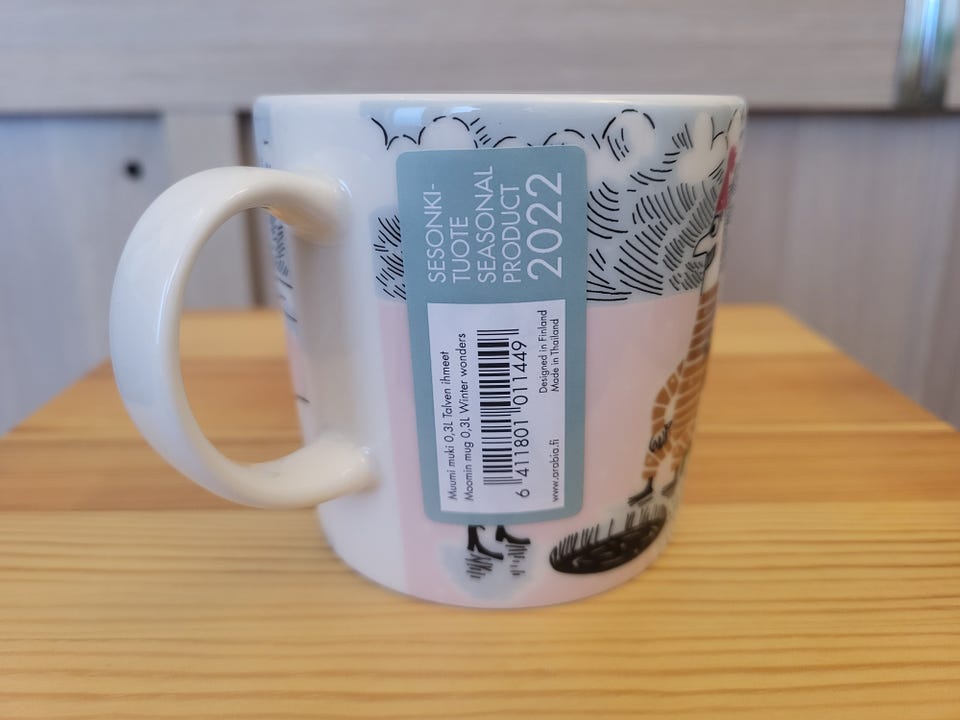 SESONKI-
TUOTE
SEASONAL
PRODUCT
2022
Muumi muki 0,3L Talven ihmeet
Moomin mug 0,3L Winter wonders
6 411801 011449
Designed in Finland
Made in Thailand
www.arabia.fi